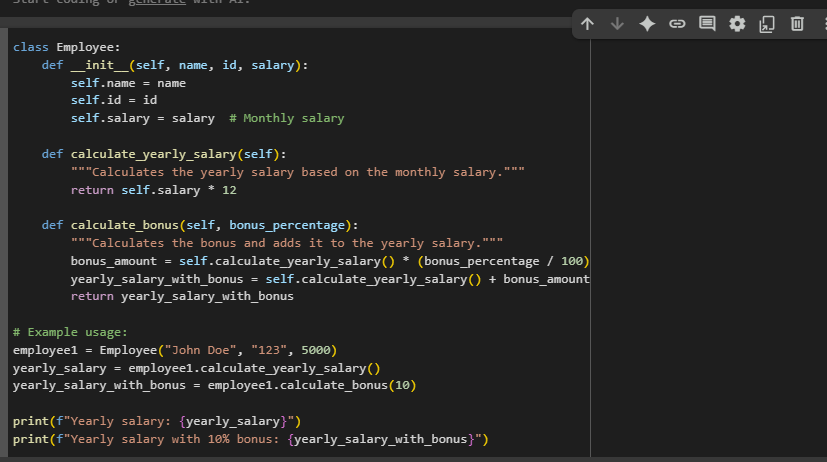 Start coding or generate with AI.
class Employee:
    def __init__(self, name, id, salary):
        self.name = name
        self.id = id
        self.salary = salary  # Monthly salary

    def calculate_yearly_salary(self):
        """Calculates the yearly salary based on the monthly salary."""
        return self.salary * 12

    def calculate_bonus(self, bonus_percentage):
        """Calculates the bonus and adds it to the yearly salary."""
        bonus_amount = self.calculate_yearly_salary() * (bonus_percentage / 100)
        yearly_salary_with_bonus = self.calculate_yearly_salary() + bonus_amount
        return yearly_salary_with_bonus

# Example usage:
employee1 = Employee("John Doe", "123", 5000)
yearly_salary = employee1.calculate_yearly_salary()
yearly_salary_with_bonus = employee1.calculate_bonus(10)

print(f"Yearly salary: {yearly_salary}")
print(f"Yearly salary with 10% bonus: {yearly_salary_with_bonus}")